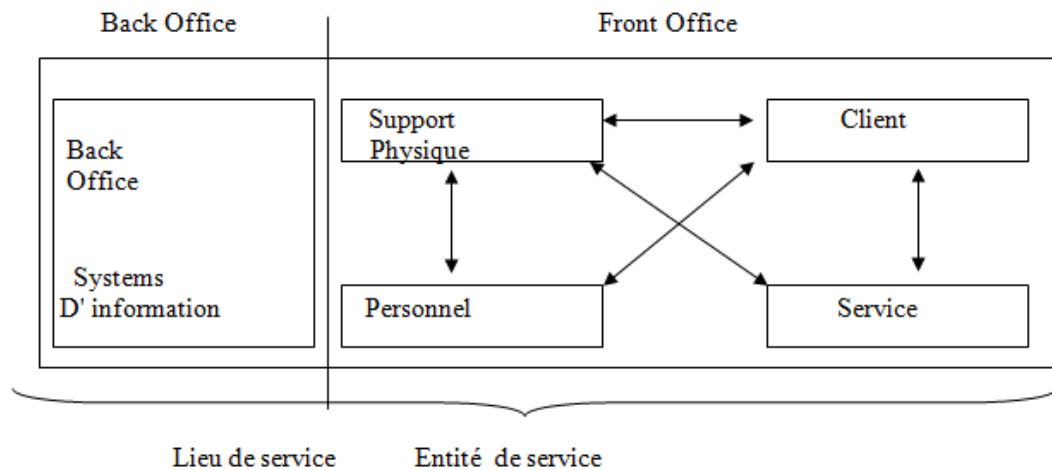 Back Office
Front Office
Back
Office
Systems
D' information
Support
Physique
Client
Personnel
Service
Lieu de service
Entité de service